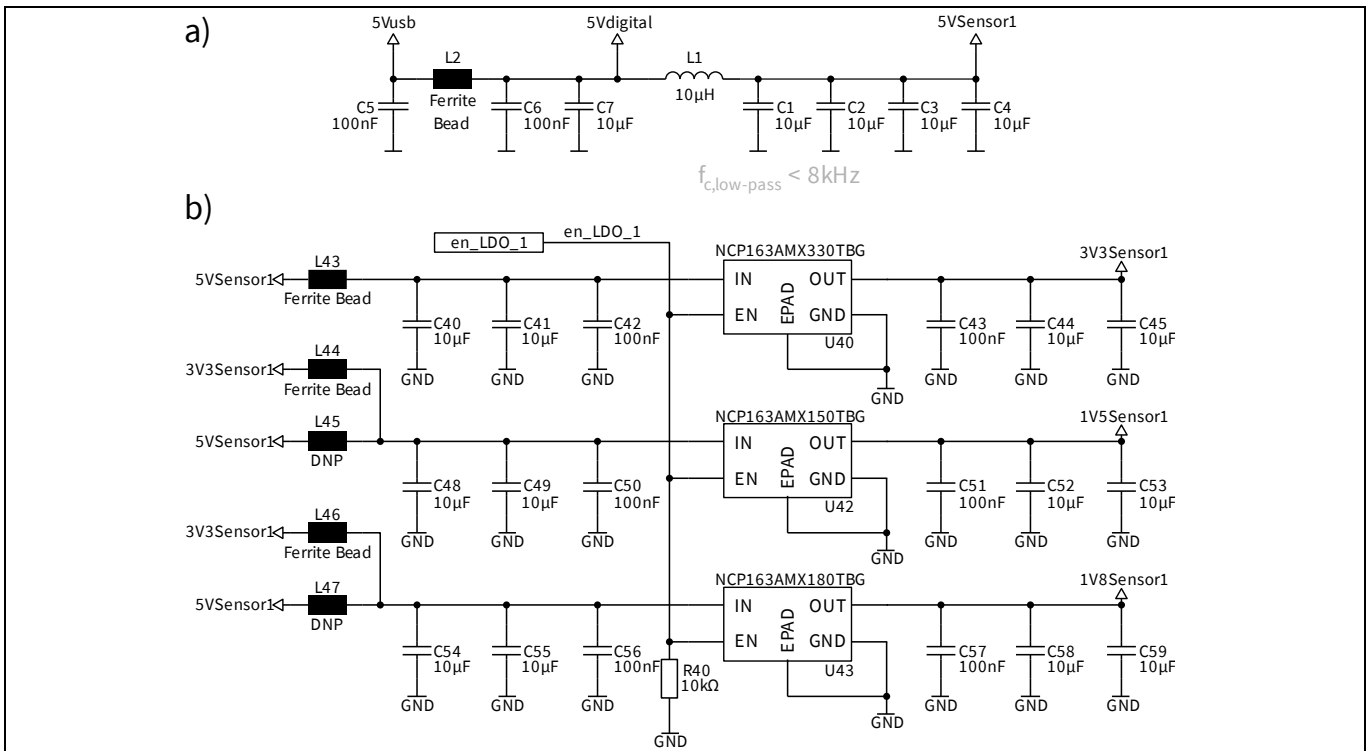 a)
5Vusb
5Vdigital
5VSensor1
L2
L1
C5
100nF
Ferrite
Bead
C6
100nF
C7
10µF
10µH
C1
10µF
C2
10µF
C3
10µF
C4
10µF
fc,low-pass < 8kHz
b)
en_LDO_1
en_LDO_1
NCP163AMX330TBG
3V3Sensor1
5VSensor1
L43
Ferrite Bead
IN
OUT
EN
EPAD
GND
U40
C40
10µF
C41
10µF
C42
100nF
C43
100nF
C44
10µF
C45
10µF
GND
GND
GND
GND
GND
GND
GND
3V3Sensor1
L44
Ferrite Bead
5VSensor1
L45
DNP
NCP163AMX150TBG
1V5Sensor1
IN
OUT
EN
EPAD
GND
U42
C48
10µF
C49
10µF
C50
100nF
C51
100nF
C52
10µF
C53
10µF
GND
GND
GND
GND
GND
GND
GND
3V3Sensor1
L46
Ferrite Bead
5VSensor1
L47
DNP
NCP163AMX180TBG
1V8Sensor1
IN
OUT
EN
EPAD
GND
U43
C54
10µF
C55
10µF
C56
100nF
R40
10kΩ
C57
100nF
C58
10µF
C59
10µF
GND
GND
GND
GND
GND
GND
GND
GND